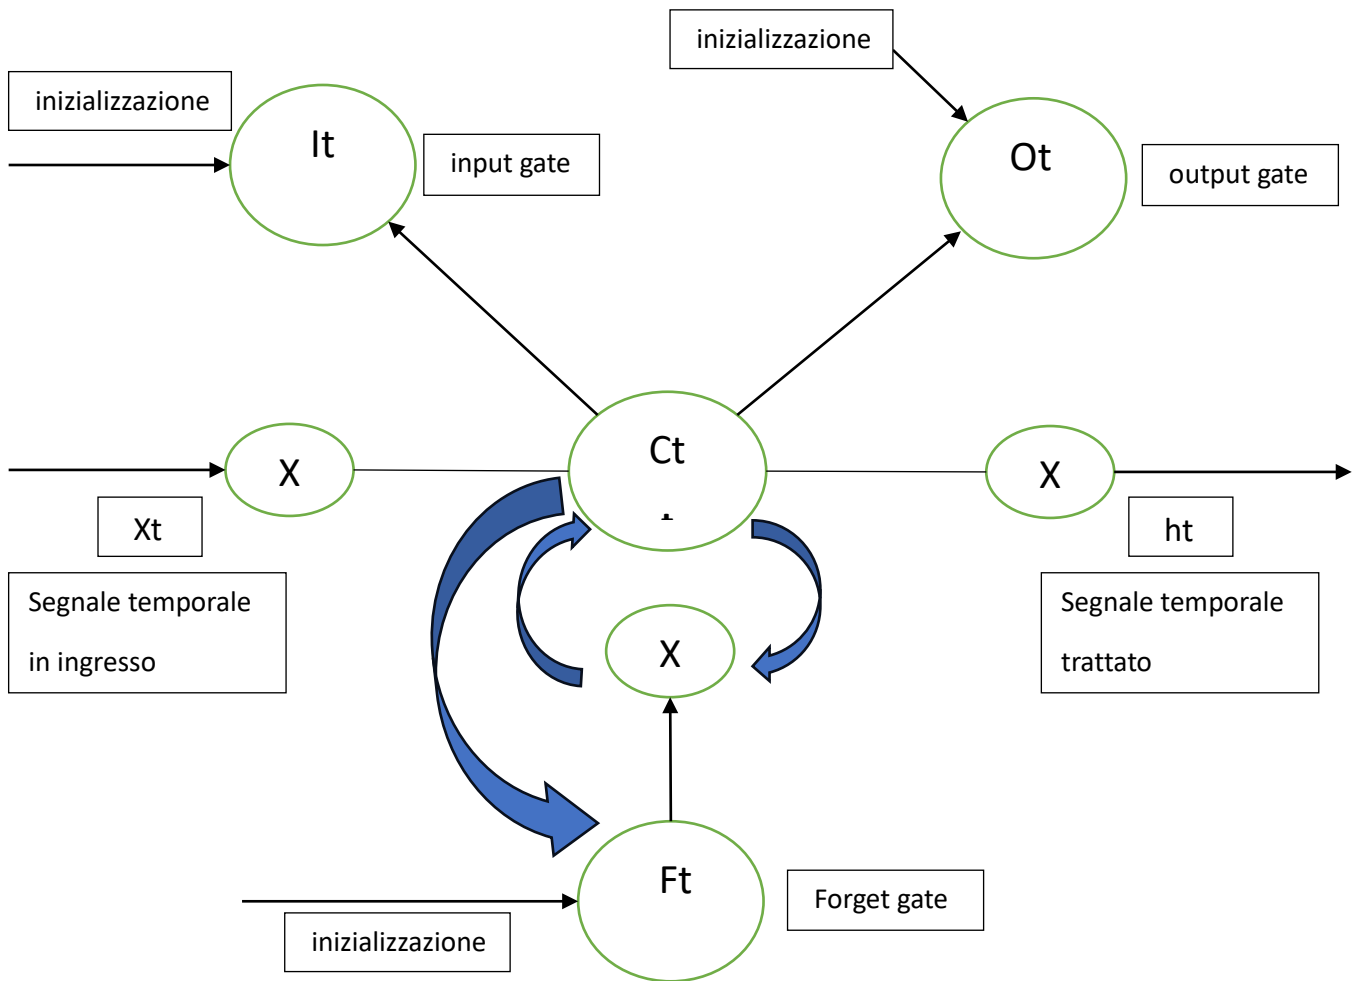 inizializzazione
inizializzazione
It
input gate
Ot
output gate
Ct
X
X
Xt
ht
Segnale temporale
in ingresso
Segnale temporale
trattato
X
Ft
Forget gate
inizializzazione